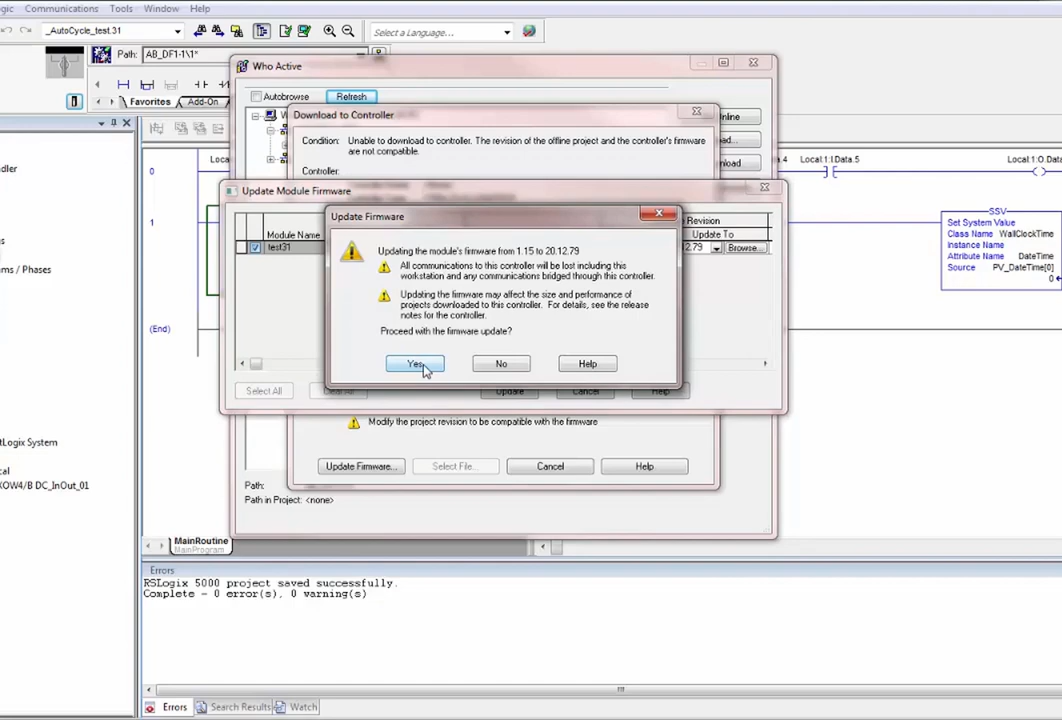 Communications Tools Window Help
_AutoCycle_test.31
Select a Language...
Path: AB_DF1-1\1*
Favorites Add-On
Who Active
Autobrowse Refresh
Download to Controller
Condition: Unable to download to controller. The revision of the offline project and the controller's firmware
are not compatible.
Controller:
Update Module Firmware
Module Name
Revision
Update To
test31
Browse...
Update Firmware
Updating the module's firmware from 1.15 to 20.12.79
All communications to this controller will be lost including this
workstation and any communications bridged through this controller.
Updating the firmware may affect the size and performance of
projects downloaded to this controller. For details, see the release
notes for the controller.
Proceed with the firmware update?
Yes No Help
Select All Clear All Update Cancel Help
Modify the project revision to be compatible with the firmware
Update Firmware... Select File... Cancel Help
Path:
Path in Project: <none>
0
1
(End)
Local:1:I.Data.5
Local:1:O.Data
SSV
Set System Value
Class Name WallClockTime
Instance Name
Attribute Name DateTime
Source PV_DateTime[0]
0
MainRoutine
MainProgram
Errors
RSLogix 5000 project saved successfully.
Complete - 0 error(s), 0 warning(s)
Errors Search Results Watch